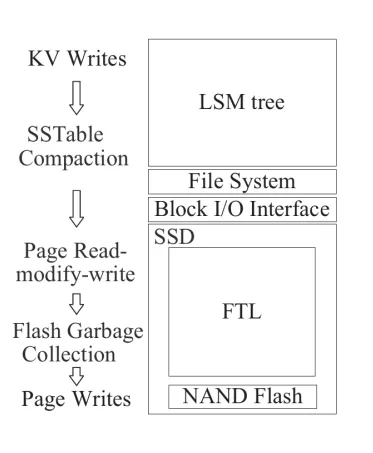 KV Writes
SSTable
Compaction
Page Read-
modify-write
Flash Garbage
Collection
Page Writes
LSM tree
File System
Block I/O Interface
SSD
FTL
NAND Flash